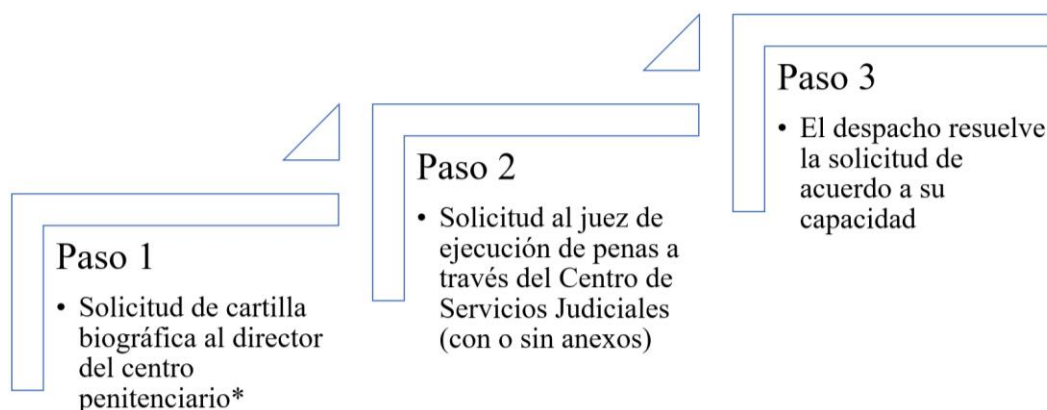 Paso 1
• Solicitud de cartilla
biográfica al director
del centro
penitenciario*
Paso 2
• Solicitud al juez de
ejecución de penas a
través del Centro de
Servicios Judiciales
(con o sin anexos)
Paso 3
• El despacho resuelve
la solicitud de
acuerdo a su
capacidad